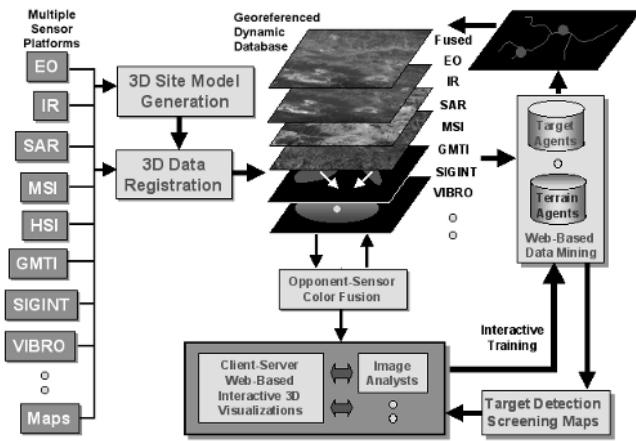 Multiple
Sensor
Platforms
EO
IR
SAR
MSI
HSI
GMTI
SIGINT
VIBRO
Maps
3D Site Model
Generation
3D Data
Registration
Georeferenced
Dynamic
Database
Fused
EO
IR
SAR
MSI
GMTI
SIGINT
VIBRO
Target
Agents
Terrain
Agents
Web-Based
Data Mining
Opponent-Sensor
Color Fusion
Interactive
Training
Client-Server
Web-Based
Interactive 3D
Visualizations
Image
Analysts
Target Detection
Screening Maps